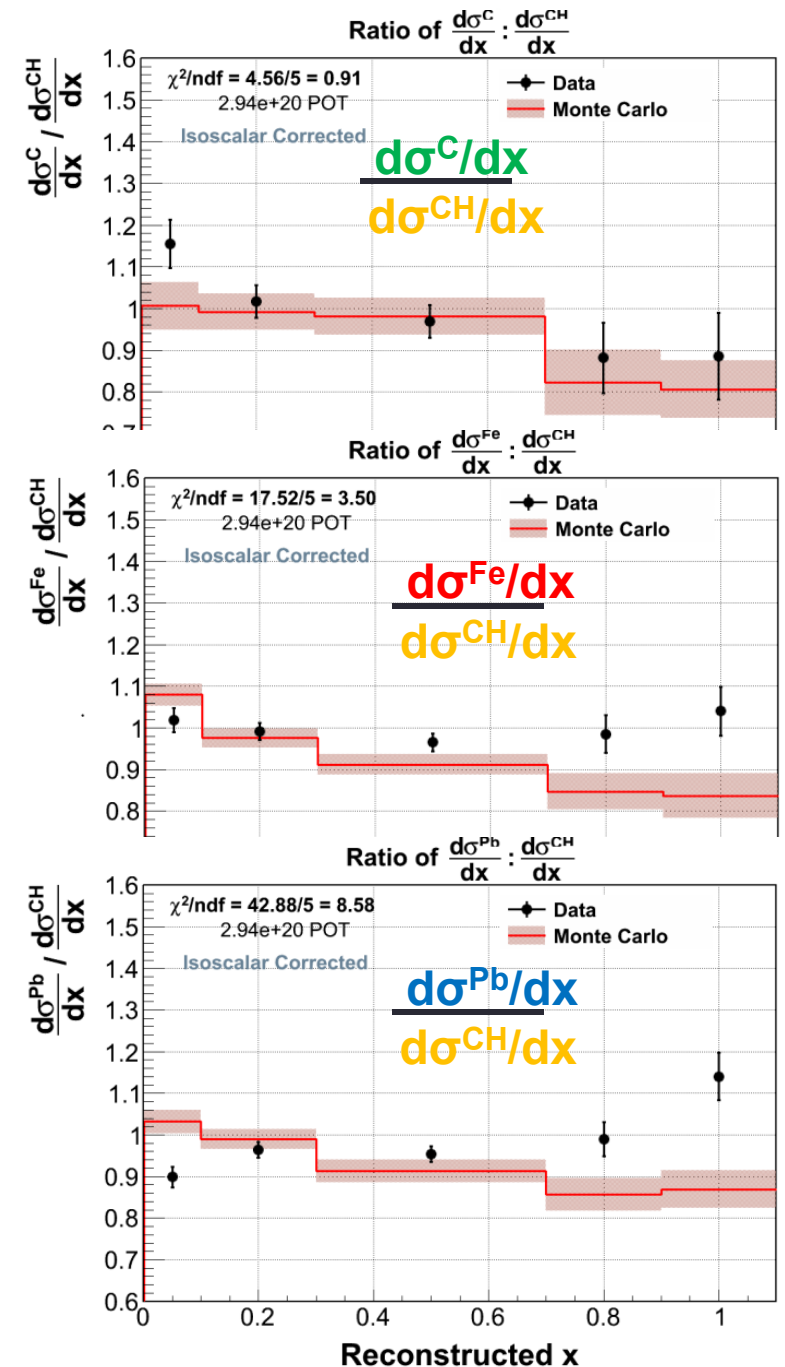 Ratio of dσ^C/dx : dσ^CH/dx
dσ^C/dx / dσ^CH/dx
χ²/ndf = 4.56/5 = 0.91
2.94e+20 POT
Isoscalar Corrected
Data
Monte Carlo
dσ^C/dx
dσ^CH/dx
1.6
1.5
1.4
1.3
1.2
1.1
1
0.9
0.8
0.7
Ratio of dσ^Fe/dx : dσ^CH/dx
dσ^Fe/dx / dσ^CH/dx
χ²/ndf = 17.52/5 = 3.50
2.94e+20 POT
Isoscalar Corrected
Data
Monte Carlo
dσ^Fe/dx
dσ^CH/dx
1.6
1.5
1.4
1.3
1.2
1.1
1
0.9
0.8
Ratio of dσ^Pb/dx : dσ^CH/dx
dσ^Pb/dx / dσ^CH/dx
χ²/ndf = 42.88/5 = 8.58
2.94e+20 POT
Isoscalar Corrected
Data
Monte Carlo
dσ^Pb/dx
dσ^CH/dx
1.6
1.5
1.4
1.3
1.2
1.1
1
0.9
0.8
0.7
0.6
0 0.2 0.4 0.6 0.8 1
Reconstructed x